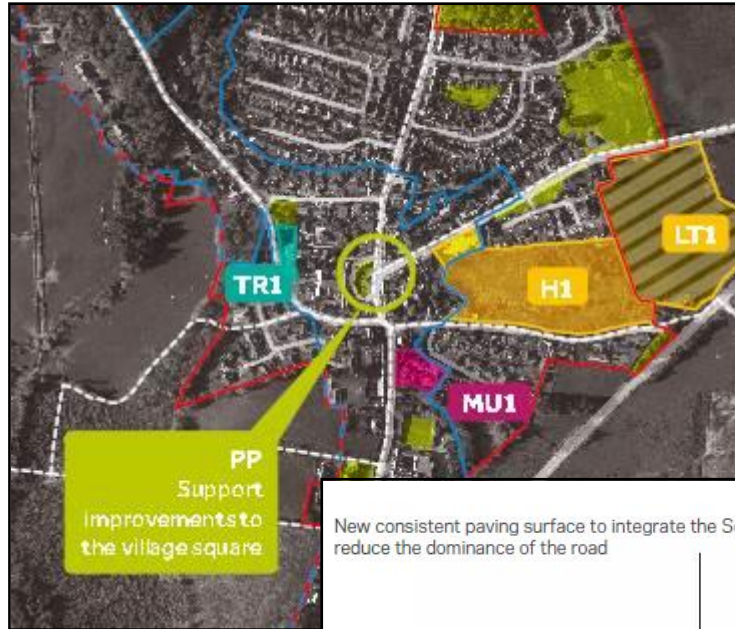 LT1
TR1
H1
MU1
PP
Support
improvements to
the village square
New consistent paving surface to integrate the
reduce the dominance of the road